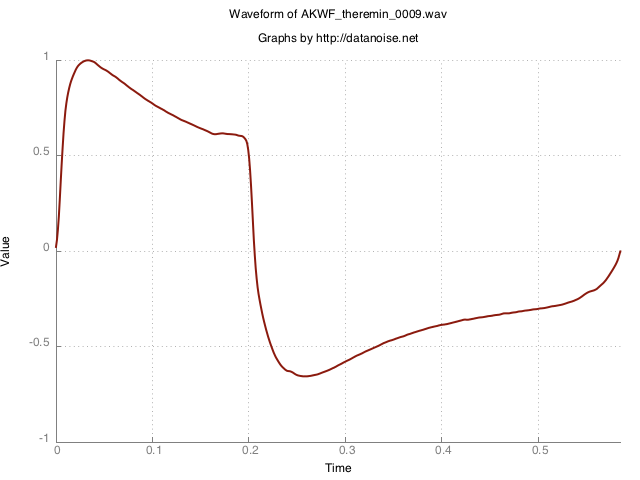 Waveform of AKWF_theremin_0009.wav
Graphs by http://datanoise.net
1
0.5
0
-0.5
-1
Value
0
0.1
0.2
0.3
0.4
0.5
Time